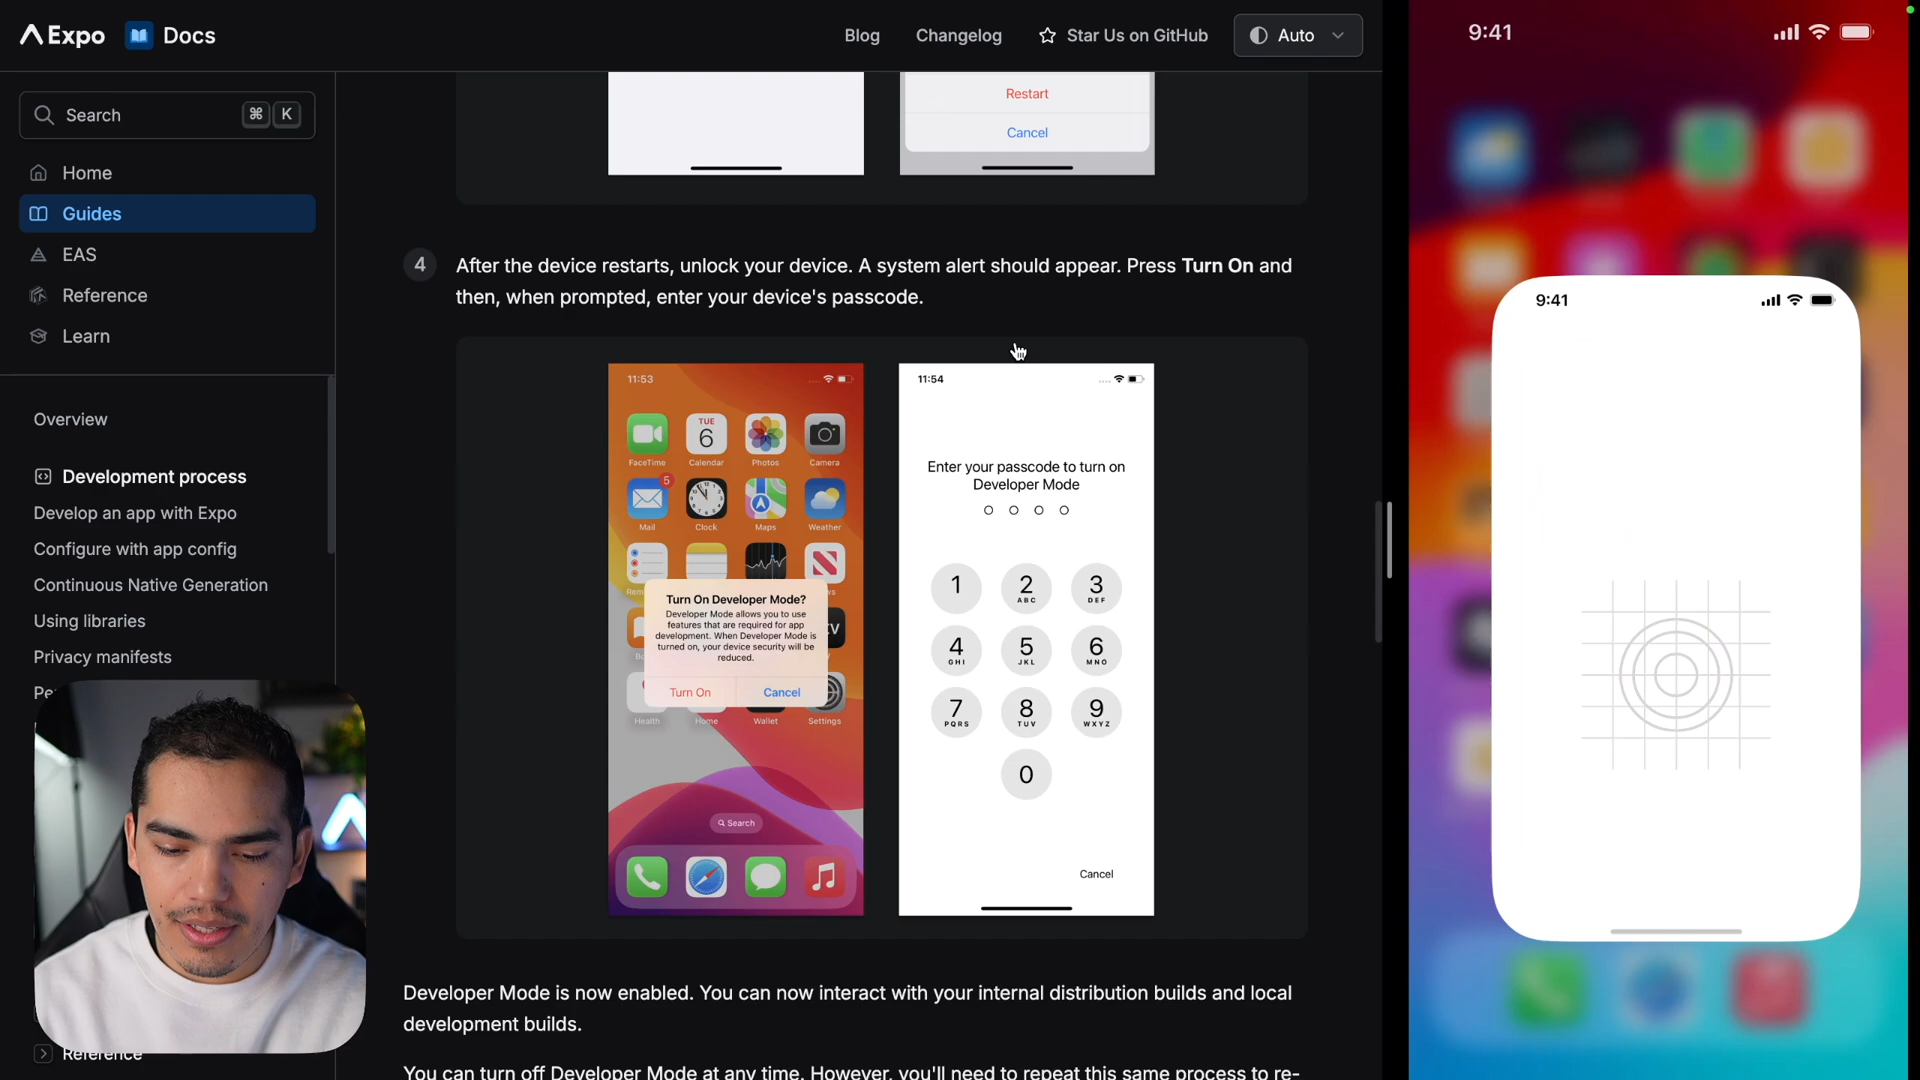 Expo Docs
Blog
Changelog
Star Us on GitHub
Auto
Search
⌘ K
Home
Guides
EAS
Reference
Learn
Overview
Development process
Develop an app with Expo
Configure with app config
Continuous Native Generation
Using libraries
Privacy manifests
Reference
Restart
Cancel
4
After the device restarts, unlock your device. A system alert should appear. Press Turn On and
then, when prompted, enter your device's passcode.
11:53
TUE
6
FaceTime Calendar Photos Camera
5
Mail Clock Maps Weather
Turn On Developer Mode?
Developer Mode allows you to use
features that are required for app
development. When Developer Mode is
turned on, your device security will be
reduced.
Turn On Cancel
Health Home Wallet Settings
Search
11:54
Enter your passcode to turn on
Developer Mode
1 2 3
ABC DEF
4 5 6
GHI JKL MNO
7 8 9
PQRS TUV WXYZ
0
Cancel
Developer Mode is now enabled. You can now interact with your internal distribution builds and local
development builds.
You can turn off Developer Mode at any time. However, you'll need to repeat this same process to re-
9:41
9:41